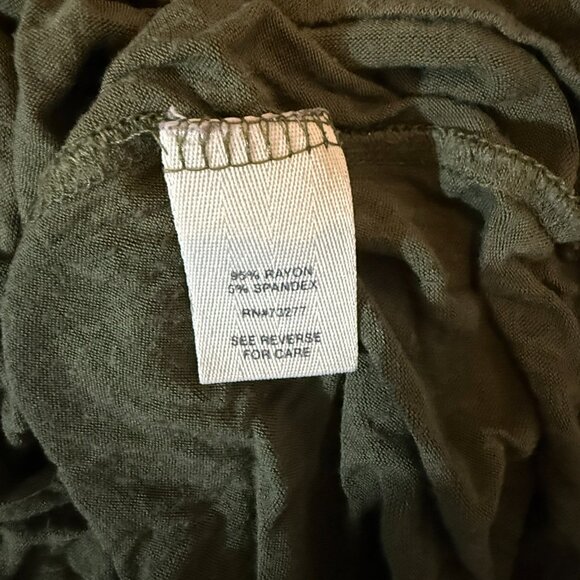 95% RAYON
5% SPANDEX
RN#73277
SEE REVERSE
FOR CARE